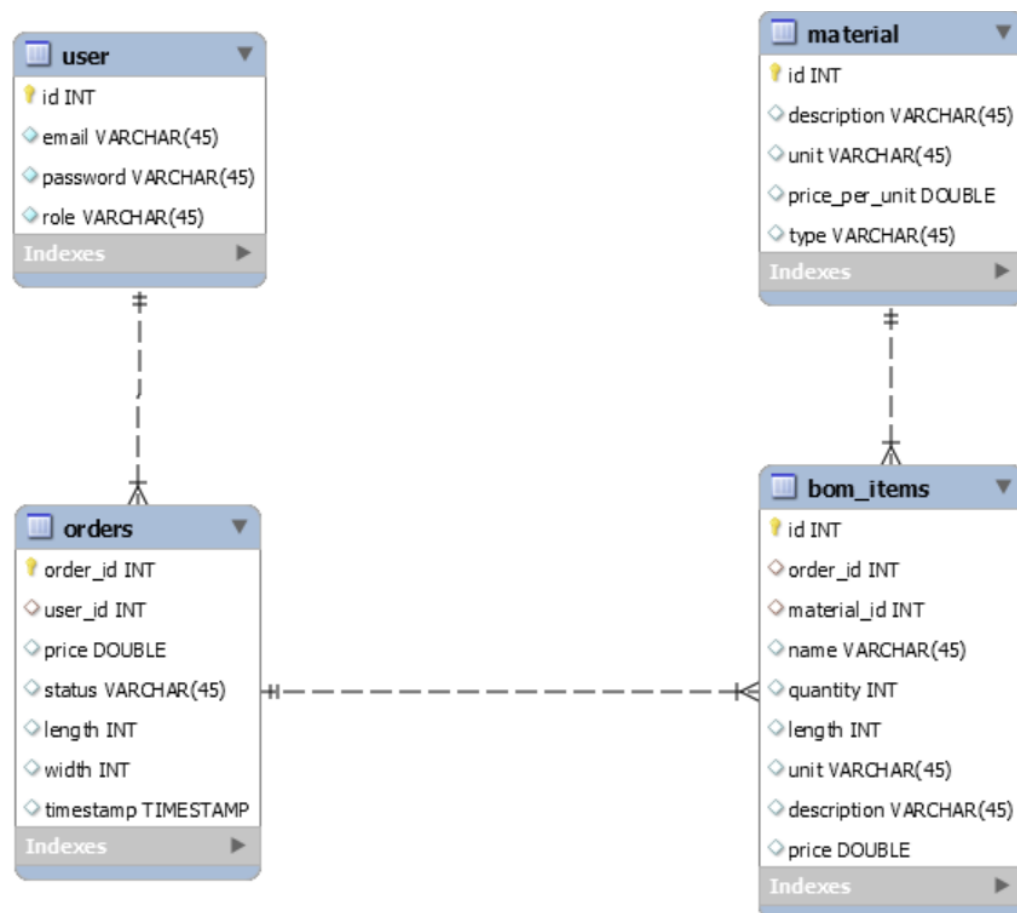 user
id INT
email VARCHAR(45)
password VARCHAR(45)
role VARCHAR(45)
Indexes
material
id INT
description VARCHAR(45)
unit VARCHAR(45)
price_per_unit DOUBLE
type VARCHAR(45)
Indexes
orders
order_id INT
user_id INT
price DOUBLE
status VARCHAR(45)
length INT
width INT
timestamp TIMESTAMP
Indexes
bom_items
id INT
order_id INT
material_id INT
name VARCHAR(45)
quantity INT
length INT
unit VARCHAR(45)
description VARCHAR(45)
price DOUBLE
Indexes